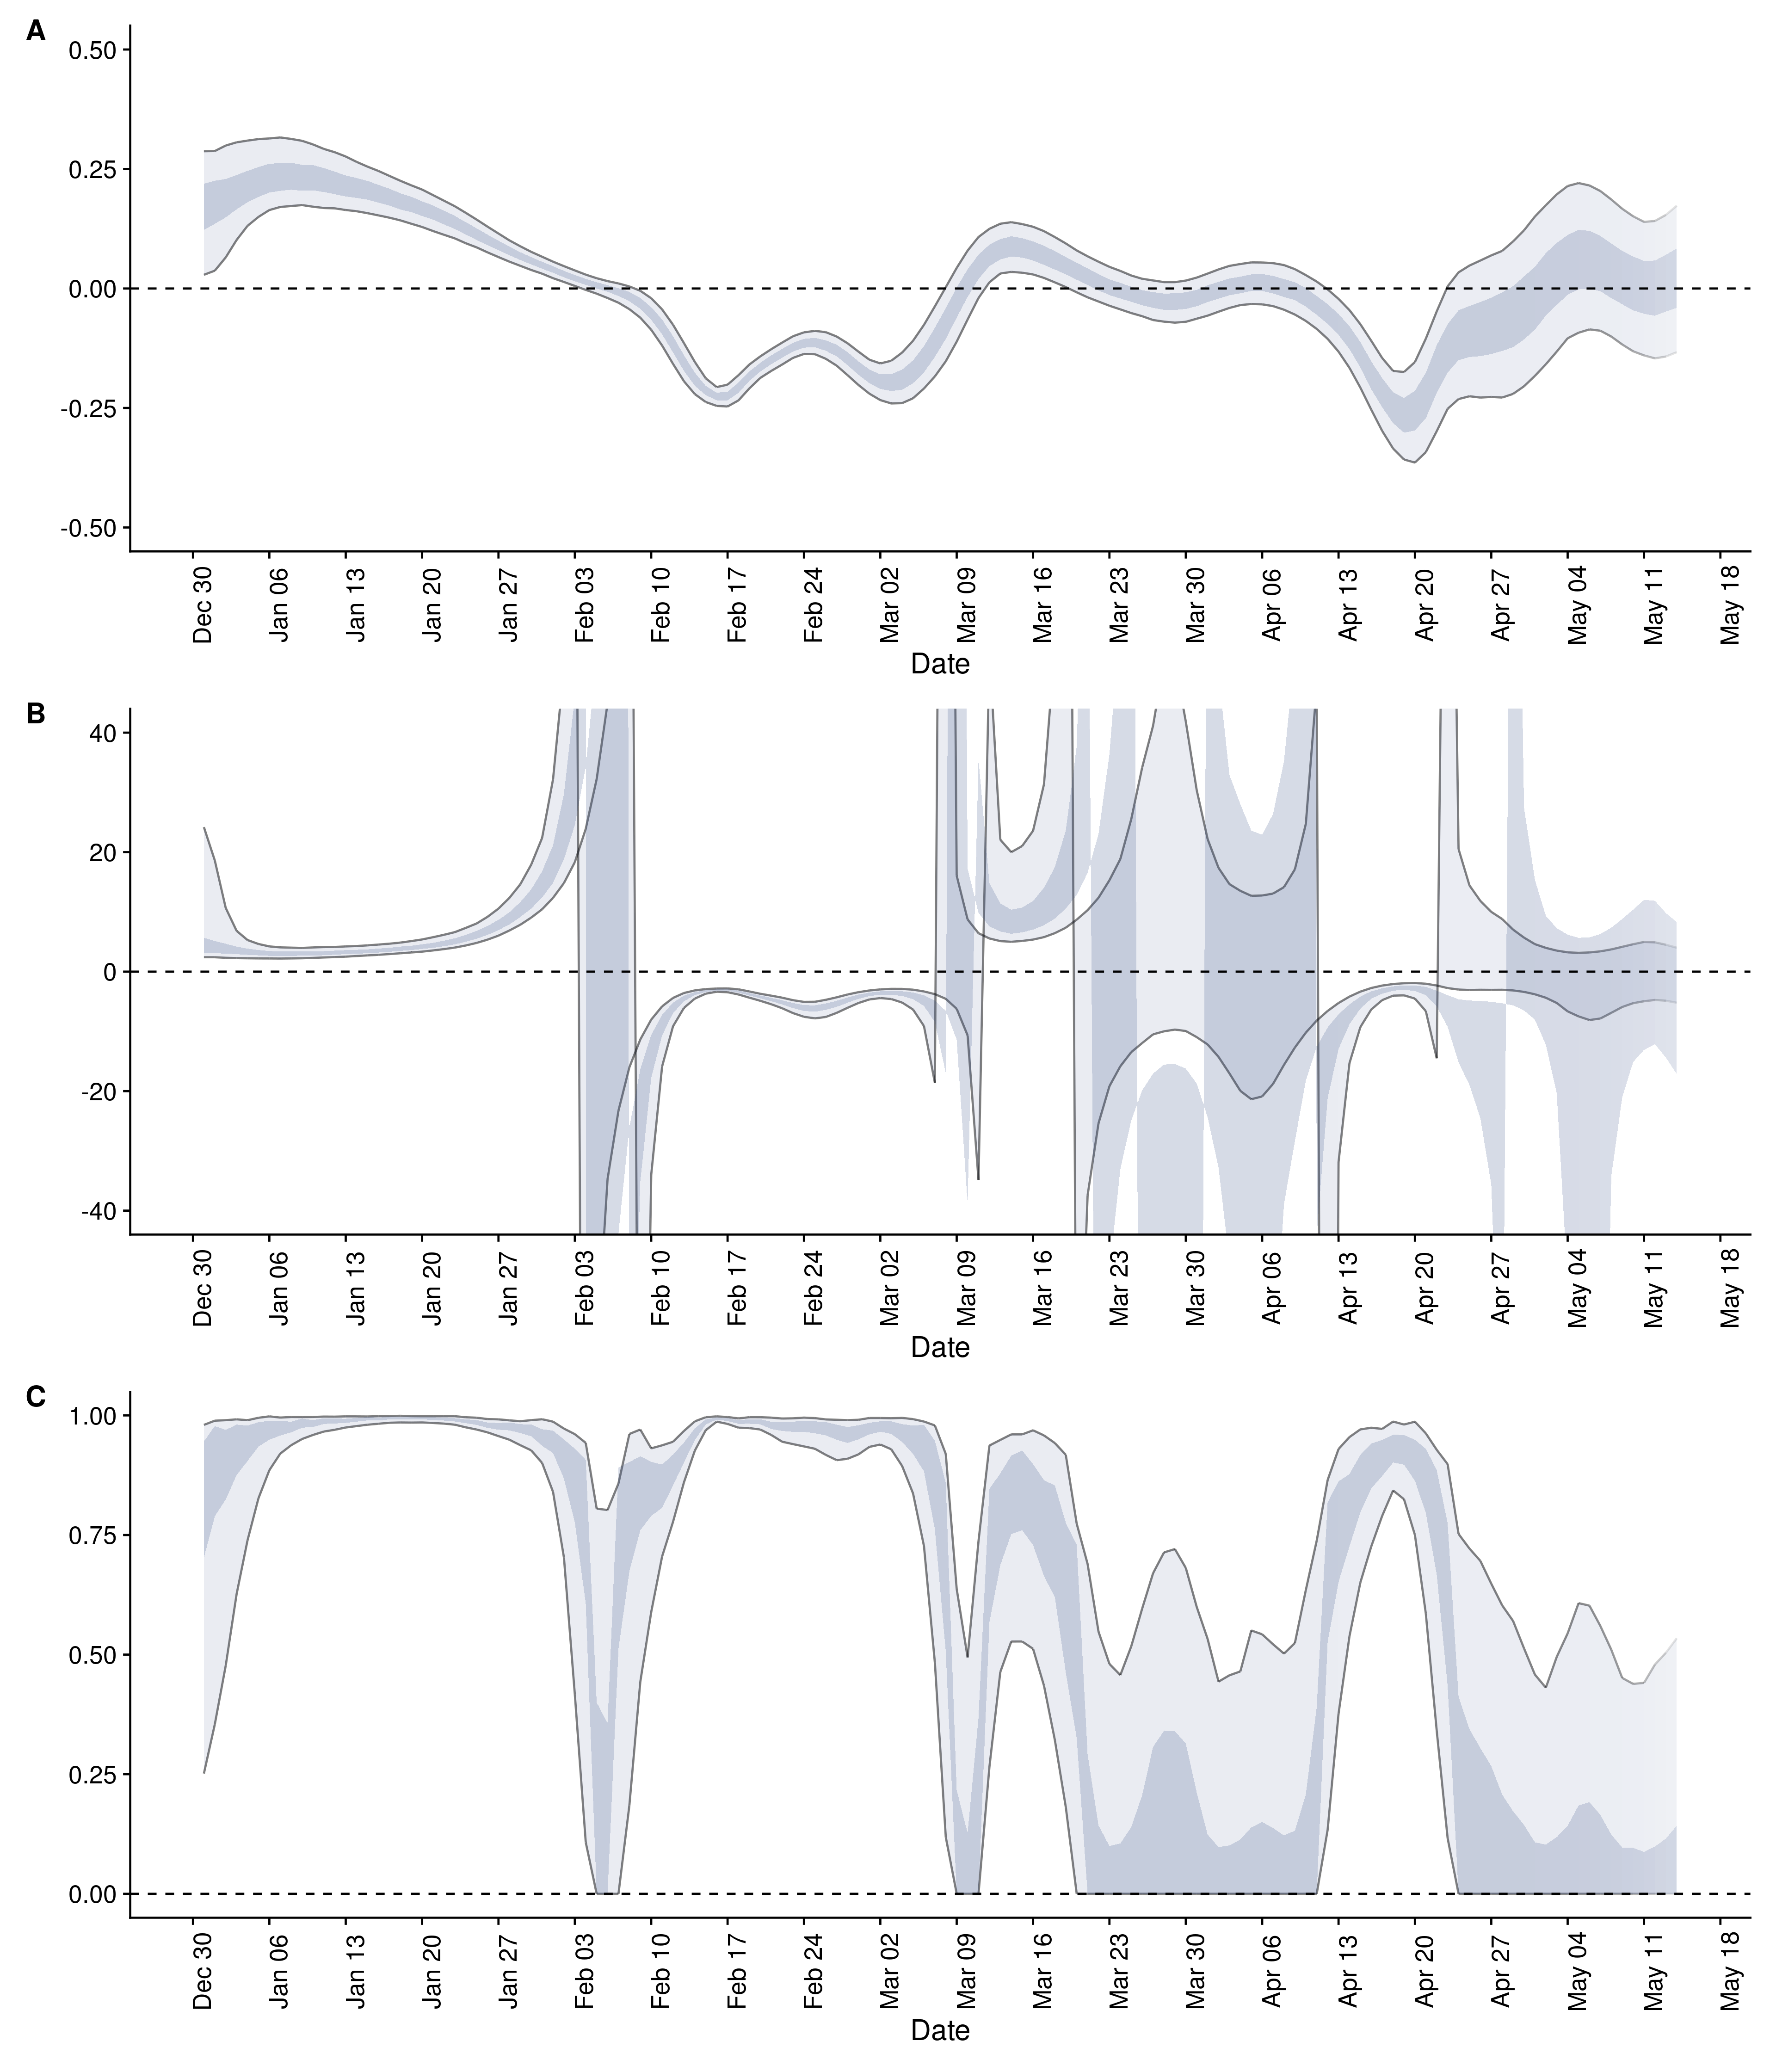 A
0.50
0.25
0.00
-0.25
-0.50
Dec 30
Jan 06
Jan 13
Jan 20
Jan 27
Feb 03
Feb 10
Feb 17
Feb 24
Mar 02
Mar 09
Mar 16
Mar 23
Mar 30
Apr 06
Apr 13
Apr 20
Apr 27
May 04
May 11
May 18
Date
B
40
20
0
-20
-40
Dec 30
Jan 06
Jan 13
Jan 20
Jan 27
Feb 03
Feb 10
Feb 17
Feb 24
Mar 02
Mar 09
Mar 16
Mar 23
Mar 30
Apr 06
Apr 13
Apr 20
Apr 27
May 04
May 11
May 18
Date
C
1.00
0.75
0.50
0.25
0.00
Dec 30
Jan 06
Jan 13
Jan 20
Jan 27
Feb 03
Feb 10
Feb 17
Feb 24
Mar 02
Mar 09
Mar 16
Mar 23
Mar 30
Apr 06
Apr 13
Apr 20
Apr 27
May 04
May 11
May 18
Date